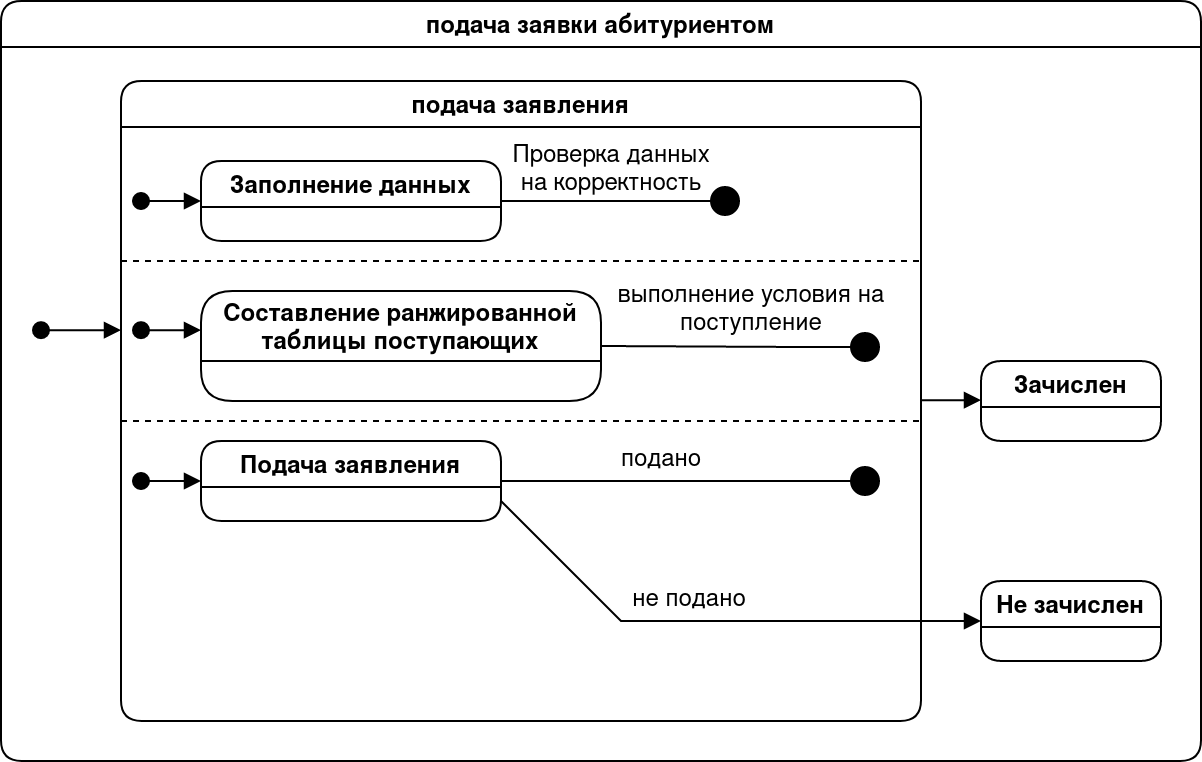 подача заявки абитуриентом
подача заявления
Проверка данных
на корректность
Заполнение данных
выполнение условия на
поступление
Составление ранжированной
таблицы поступающих
Зачислен
подано
Подача заявления
не подано
Не зачислен